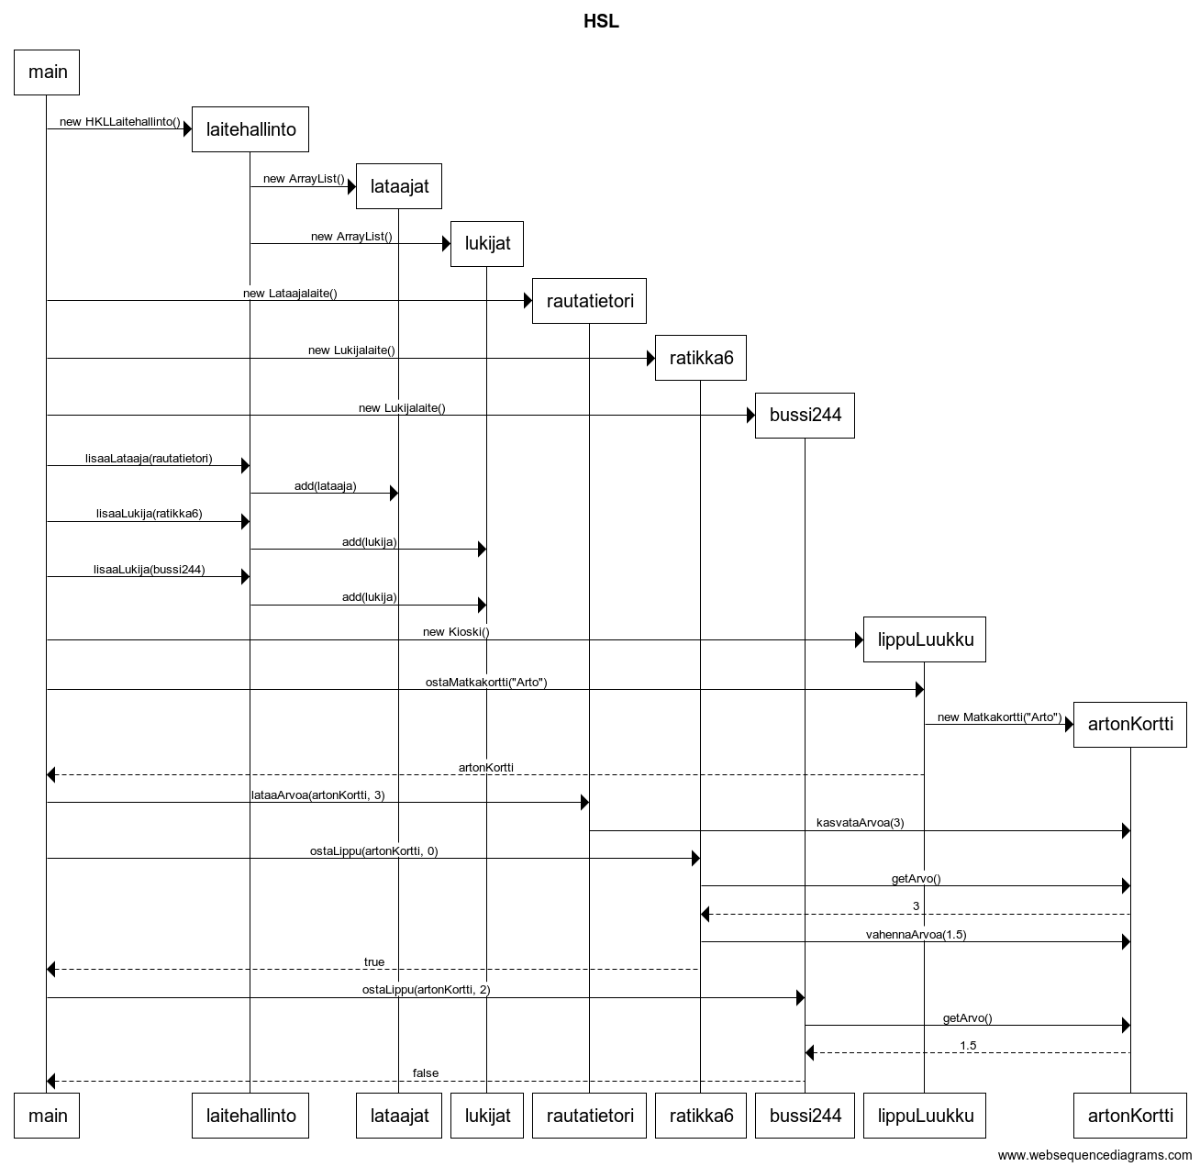 HSL
main
new HKLLaitehallinto()
laitehallinto
new ArrayList()
lataajat
new ArrayList()
lukijat
new Lataajalaite()
rautatietori
new Lukijalaite()
ratikka6
new Lukijalaite()
bussi244
lisaaLataaja(rautatietori)
add(lataaja)
lisaaLukija(ratikka6)
add(lukija)
lisaaLukija(bussi244)
add(lukija)
new Kioski()
lippuLuukku
ostaMatkakortti("Arto")
new Matkakortti("Arto")
artonKortti
artonKortti
lataaArvoa(artonKortti, 3)
kasvataArvoa(3)
ostaLippu(artonKortti, 0)
getArvo()
3
vahennaArvoa(1.5)
true
ostaLippu(artonKortti, 2)
getArvo()
1.5
false
main laitehallinto lataajat lukijat rautatietori ratikka6 bussi244 lippuLuukku artonKortti
www.websequencediagrams.com